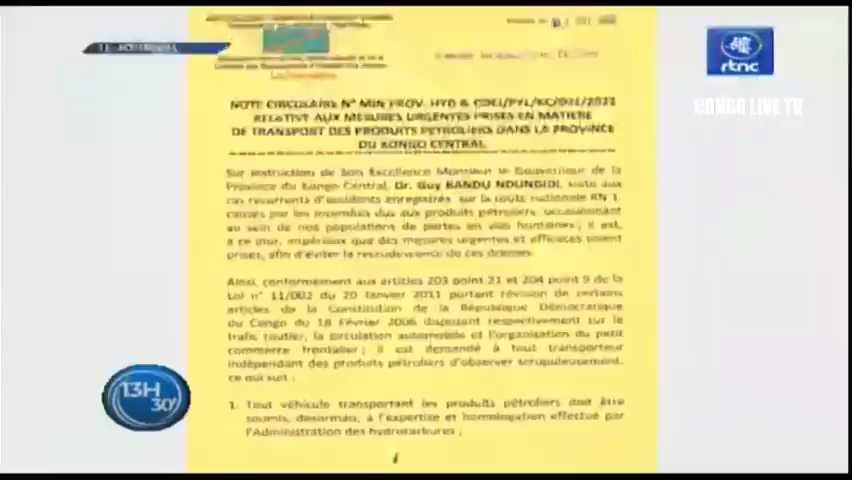 rtnc
CONGO LIVE TV
NOTE CIRCULAIRE N° MIN PROV. HYD &
RELATIVE AUX MESURES URGENTES PRISES EN MATIERE
DE TRANSPORT DES PRODUITS PETROLIERS DANS LA PROVINCE
DU KONGO CENTRAL
Sur instruction de Son Excellence Monsieur le Gouverneur de la
Province du Kongo Central, Dr. Guy BANDU NDUNGIDI, suite aux
cas récurrents d'accidents enregistrés sur la route nationale RN 1
causés par les incendies dus aux produits pétroliers, occasionnant
au sein de nos populations de pertes en vies humaines ; il est,
à ce jour, impérieux que des mesures urgentes et efficaces soient
prises, afin d'éviter la recrudescence de ces drames.
Ainsi, conformément aux articles 203 point 21 et 204 point 9 de la
Loi n° 11/002 du 20 Janvier 2011 portant révision de certains
articles de la Constitution de la République Démocratique
du Congo du 18 Février 2006 disposant respectivement sur le
trafic routier, la circulation automobile et l'organisation du petit
commerce frontalier ; il est demandé à tout transporteur
indépendant des produits pétroliers d'observer scrupuleusement,
ce qui suit :
1. Tout véhicule transportant les produits pétroliers doit être
soumis, désormais, à l'expertise et homologation effectué par
l'Administration des hydrocarbures ;
13H
30'